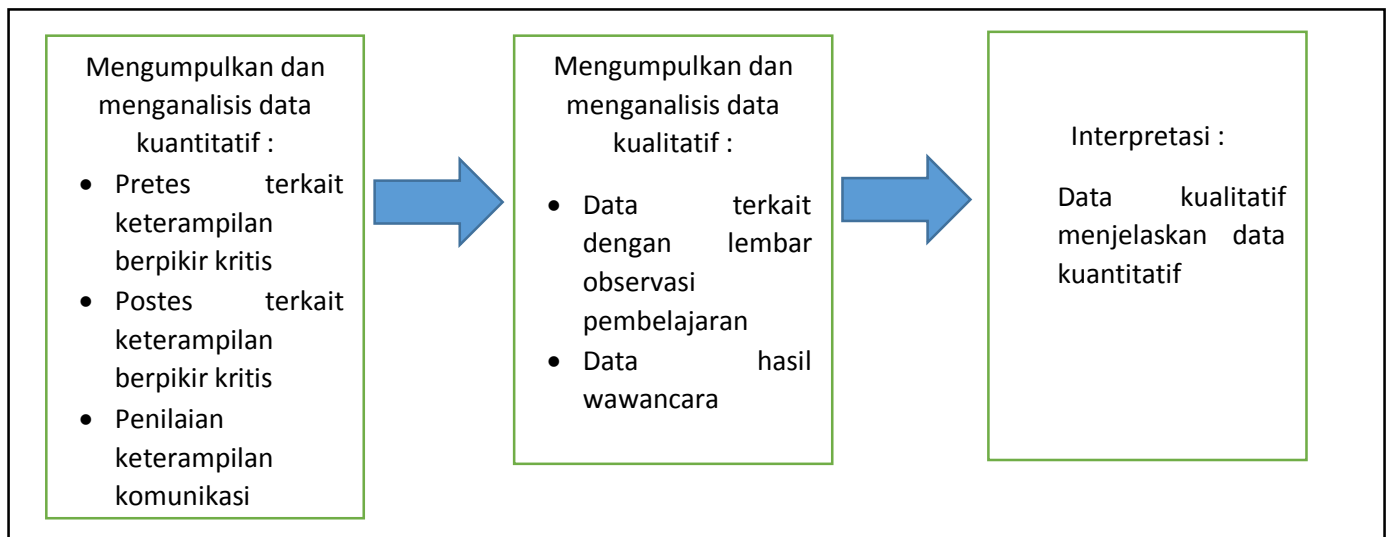 Mengumpulkan dan
menganalisis data
kuantitatif :
• Pretes terkait
keterampilan
berpikir kritis
• Postes terkait
keterampilan
berpikir kritis
• Penilaian
keterampilan
komunikasi
Mengumpulkan dan
menganalisis data
kualitatif :
• Data terkait
dengan lembar
observasi
pembelajaran
• Data hasil
wawancara
Interpretasi :
Data kualitatif
menjelaskan data
kuantitatif